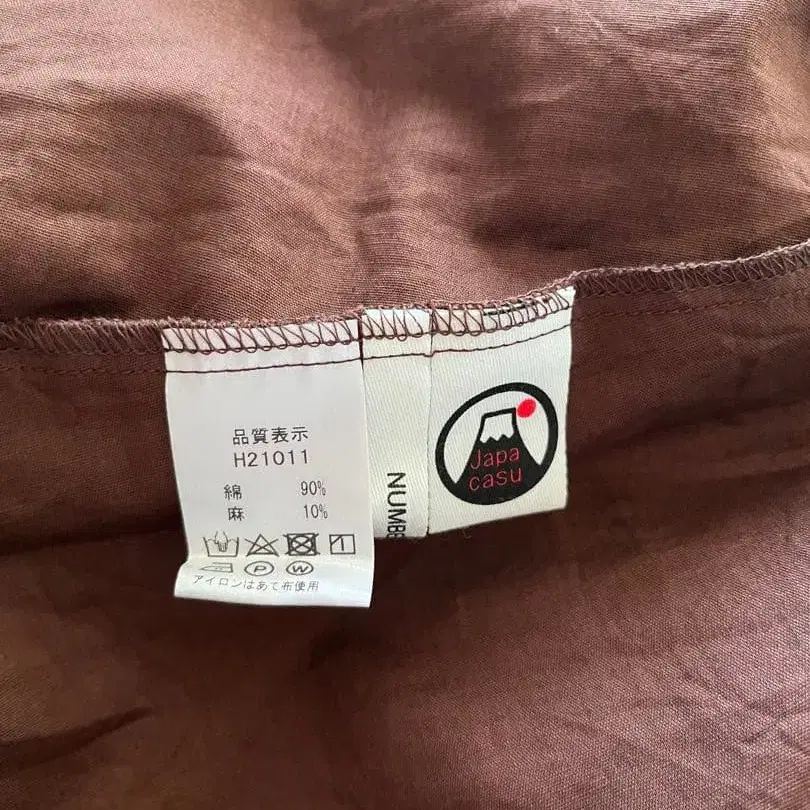 品質表示
H21011
綿 90%
麻 10%
P W
アイロンはあて布使用
NUMBE
Japa
casu